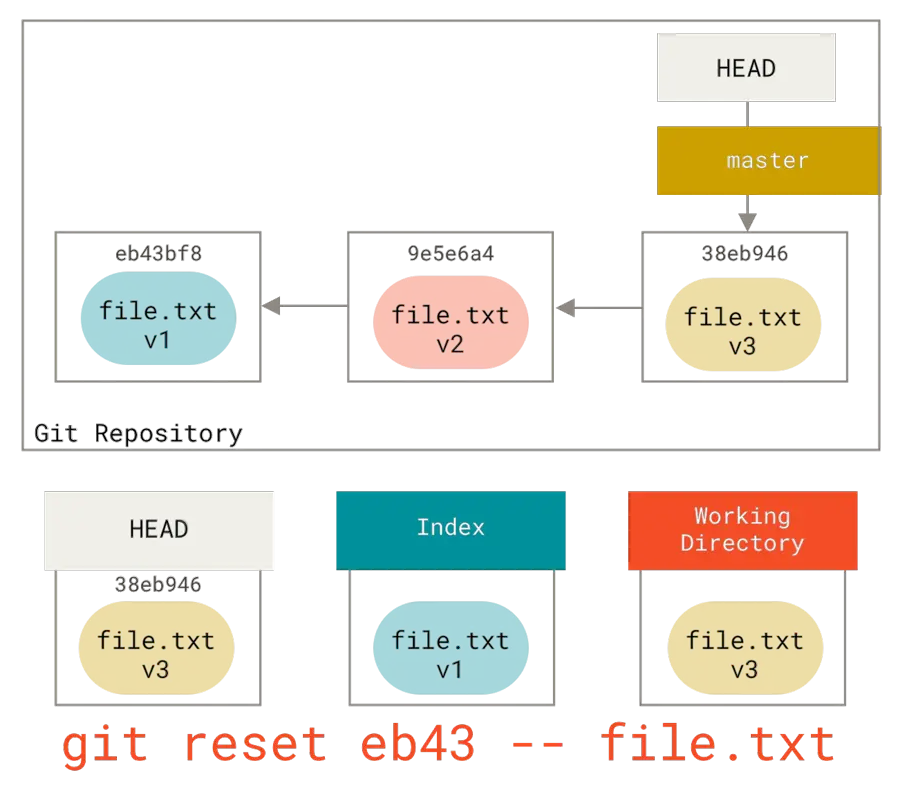 HEAD
master
eb43bf8
file.txt
v1
9e5e6a4
file.txt
v2
38eb946
file.txt
v3
Git Repository
HEAD
38eb946
file.txt
v3
Index
file.txt
v1
Working
Directory
file.txt
v3
git reset eb43 -- file.txt